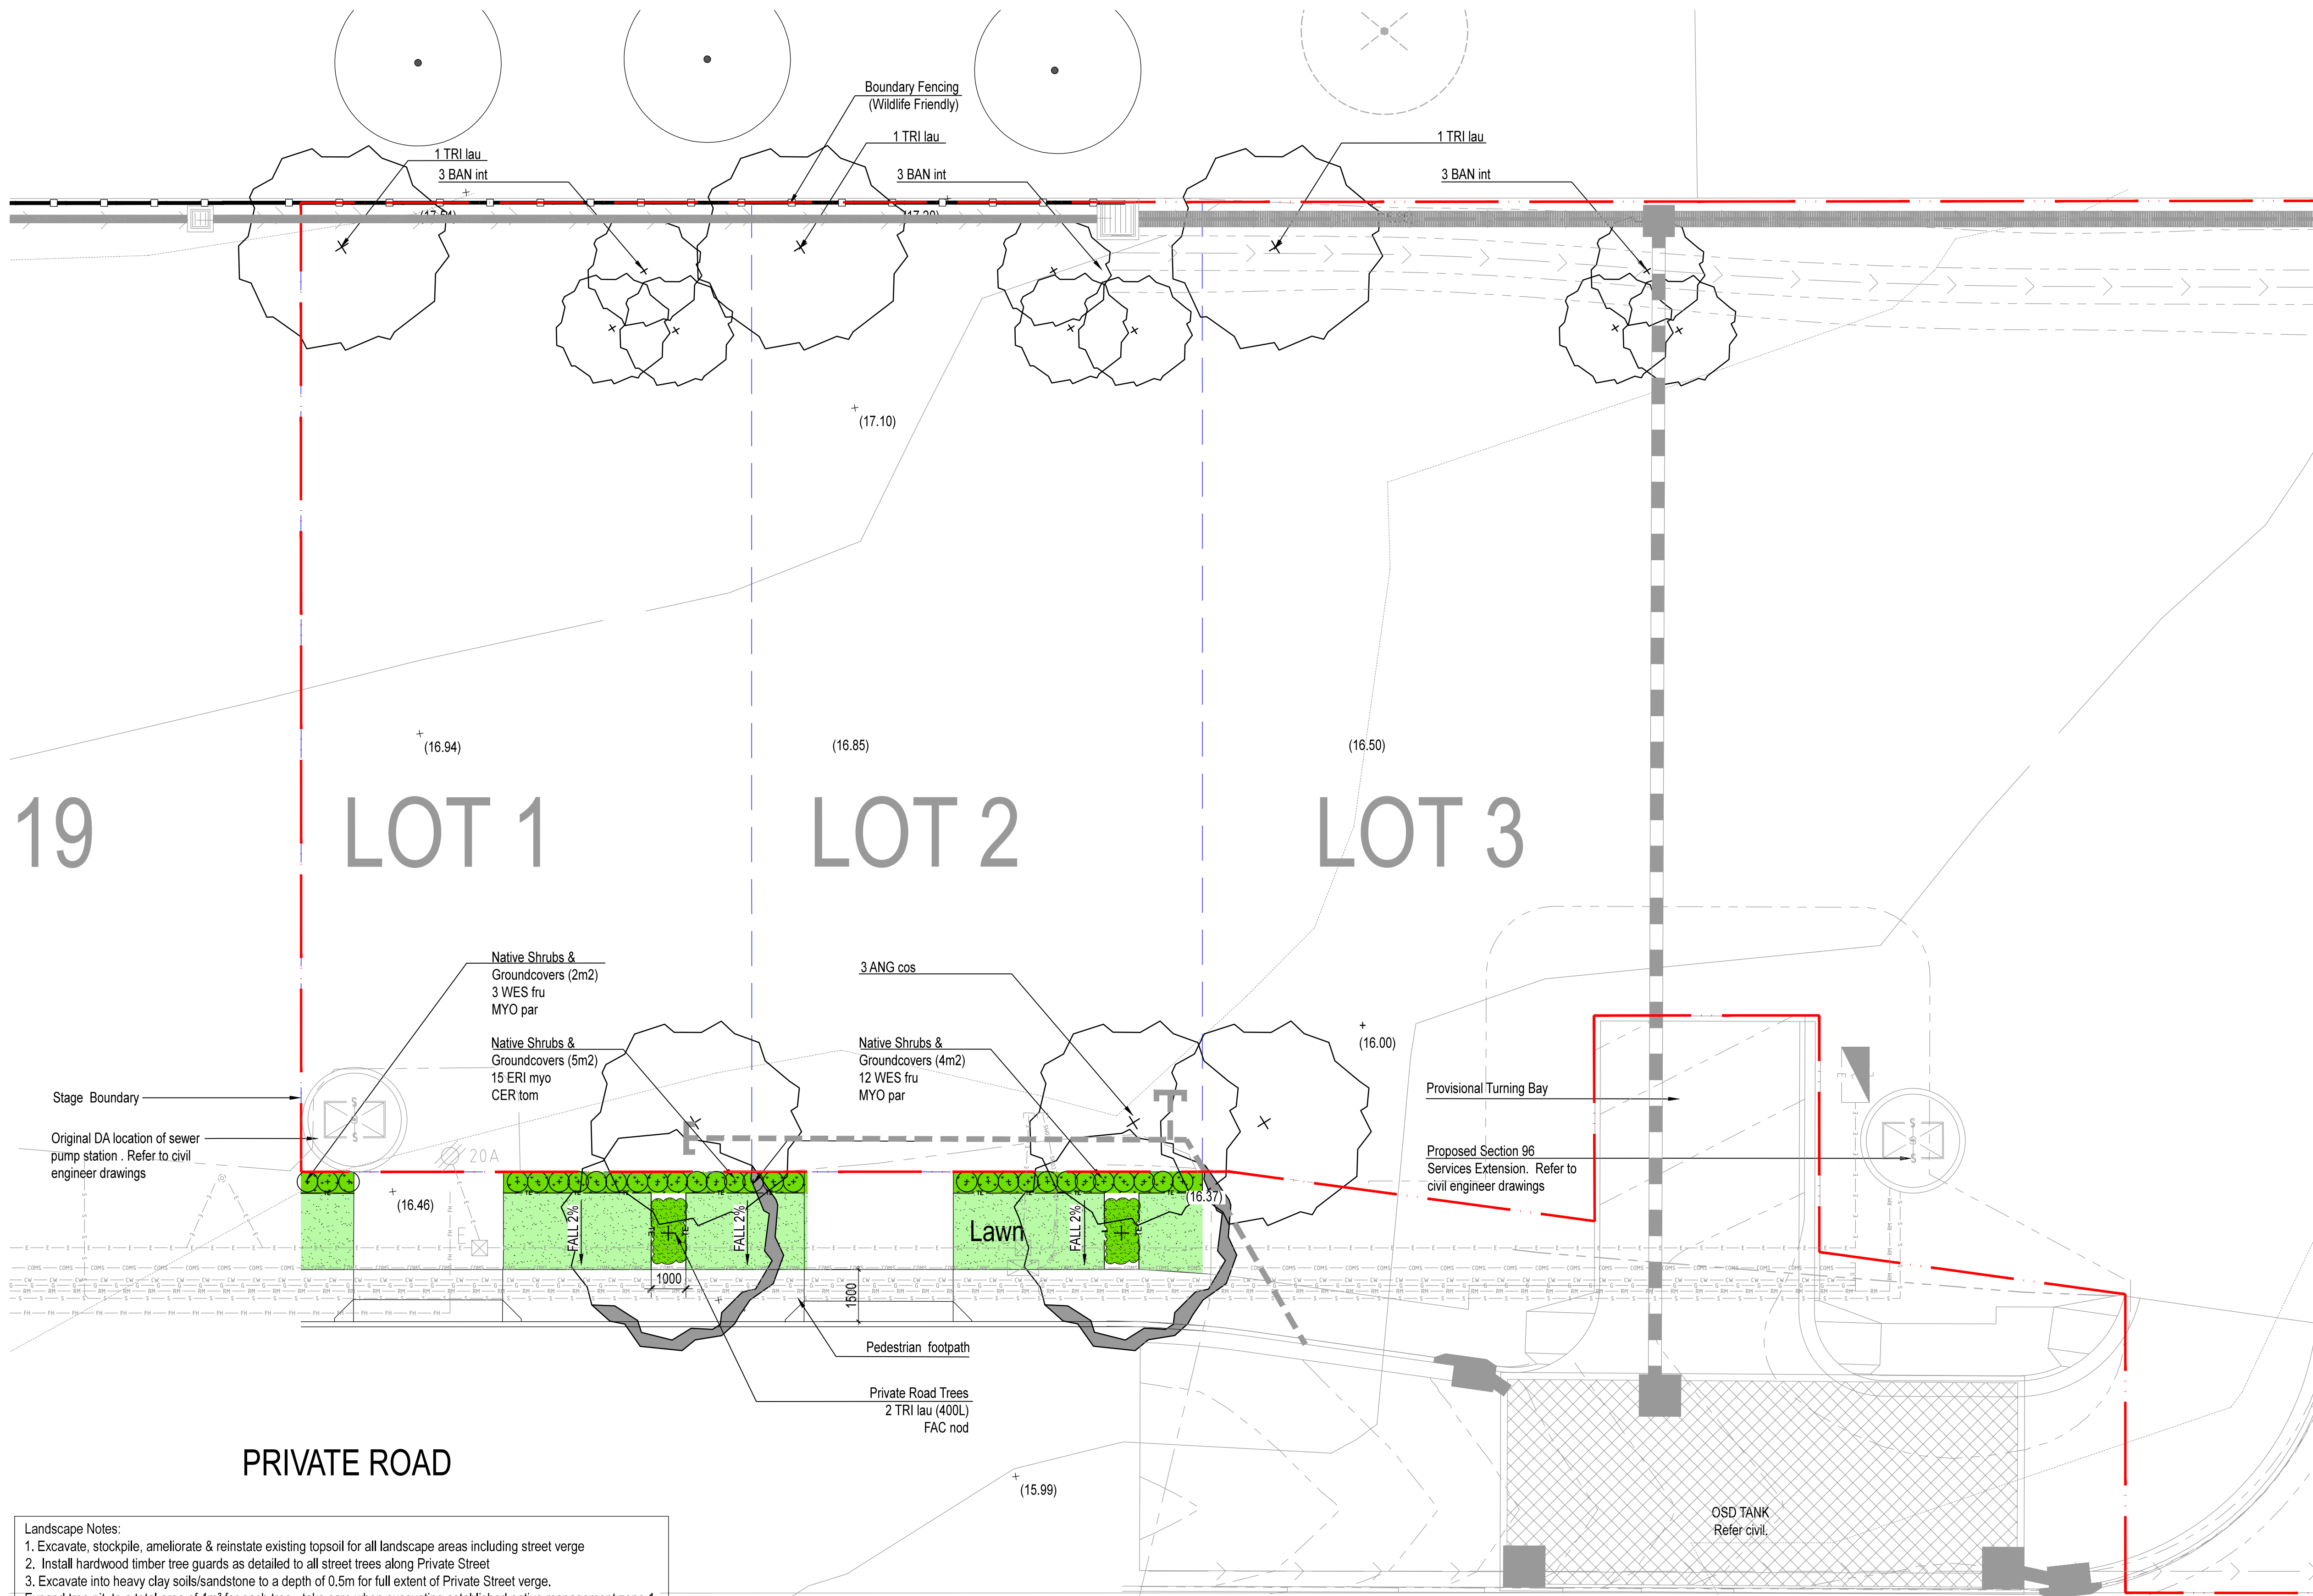 Boundary Fencing
(Wildlife Friendly)
1 TRI lau
1 TRI lau
1 TRI lau
3 BAN int
3 BAN int
3 BAN int
(17.10)
(16.94)
(16.85)
(16.50)
19
LOT 1
LOT 2
LOT 3
Native Shrubs &
Groundcovers (2m2)
3 WES fru
MYO par
3 ANG cos
Native Shrubs &
Groundcovers (5m2)
15 ERI myo
CER tom
Native Shrubs &
Groundcovers (4m2)
12 WES fru
MYO par
(16.00)
Stage Boundary
Provisional Turning Bay
Original DA location of sewer
pump station . Refer to civil
engineer drawings
20A
Proposed Section 96
Services Extension. Refer to
civil engineer drawings
(16.46)
(16.37)
FALL 2%
FALL 2%
Lawn
FALL 2%
1000
1500
Pedestrian footpath
Private Road Trees
2 TRI lau (400L)
FAC nod
PRIVATE ROAD
(15.99)
OSD TANK
Refer civil.
Landscape Notes:
1. Excavate, stockpile, ameliorate & reinstate existing topsoil for all landscape areas including street verge
2. Install hardwood timber tree guards as detailed to all street trees along Private Street
3. Excavate into heavy clay soils/sandstone to a depth of 0.5m for full extent of Private Street verge,